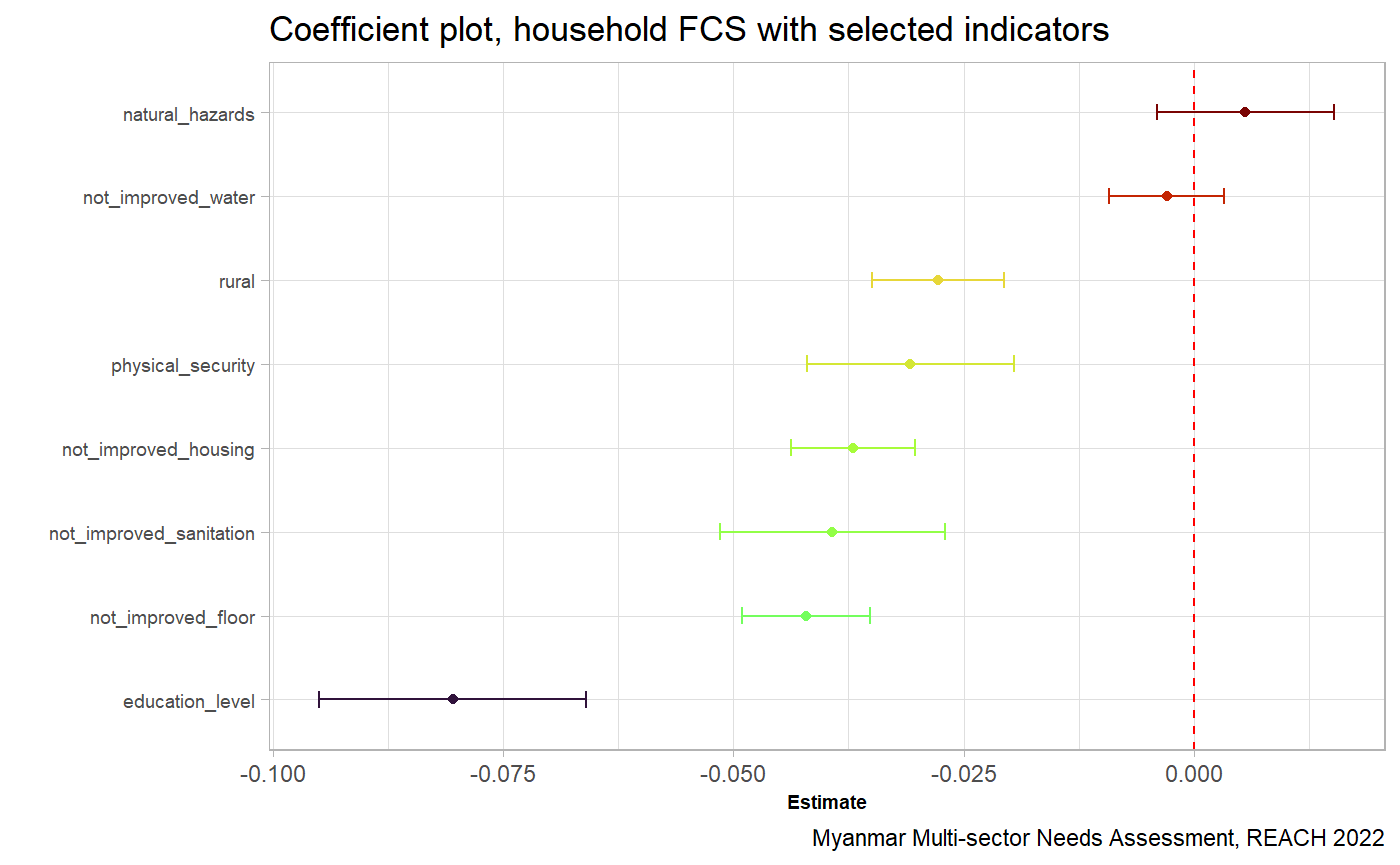 Coefficient plot, household FCS with selected indicators
natural_hazards
not_improved_water
rural
physical_security
not_improved_housing
not_improved_sanitation
not_improved_floor
education_level
-0.100 -0.075 -0.050 -0.025 0.000
Estimate
Myanmar Multi-sector Needs Assessment, REACH 2022